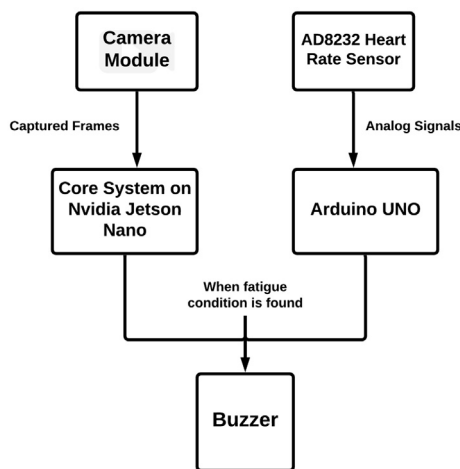 Camera
Module
AD8232 Heart
Rate Sensor
Captured Frames
Analog Signals
Core System on
Nvidia Jetson
Nano
Arduino UNO
When fatigue
condition is found
Buzzer